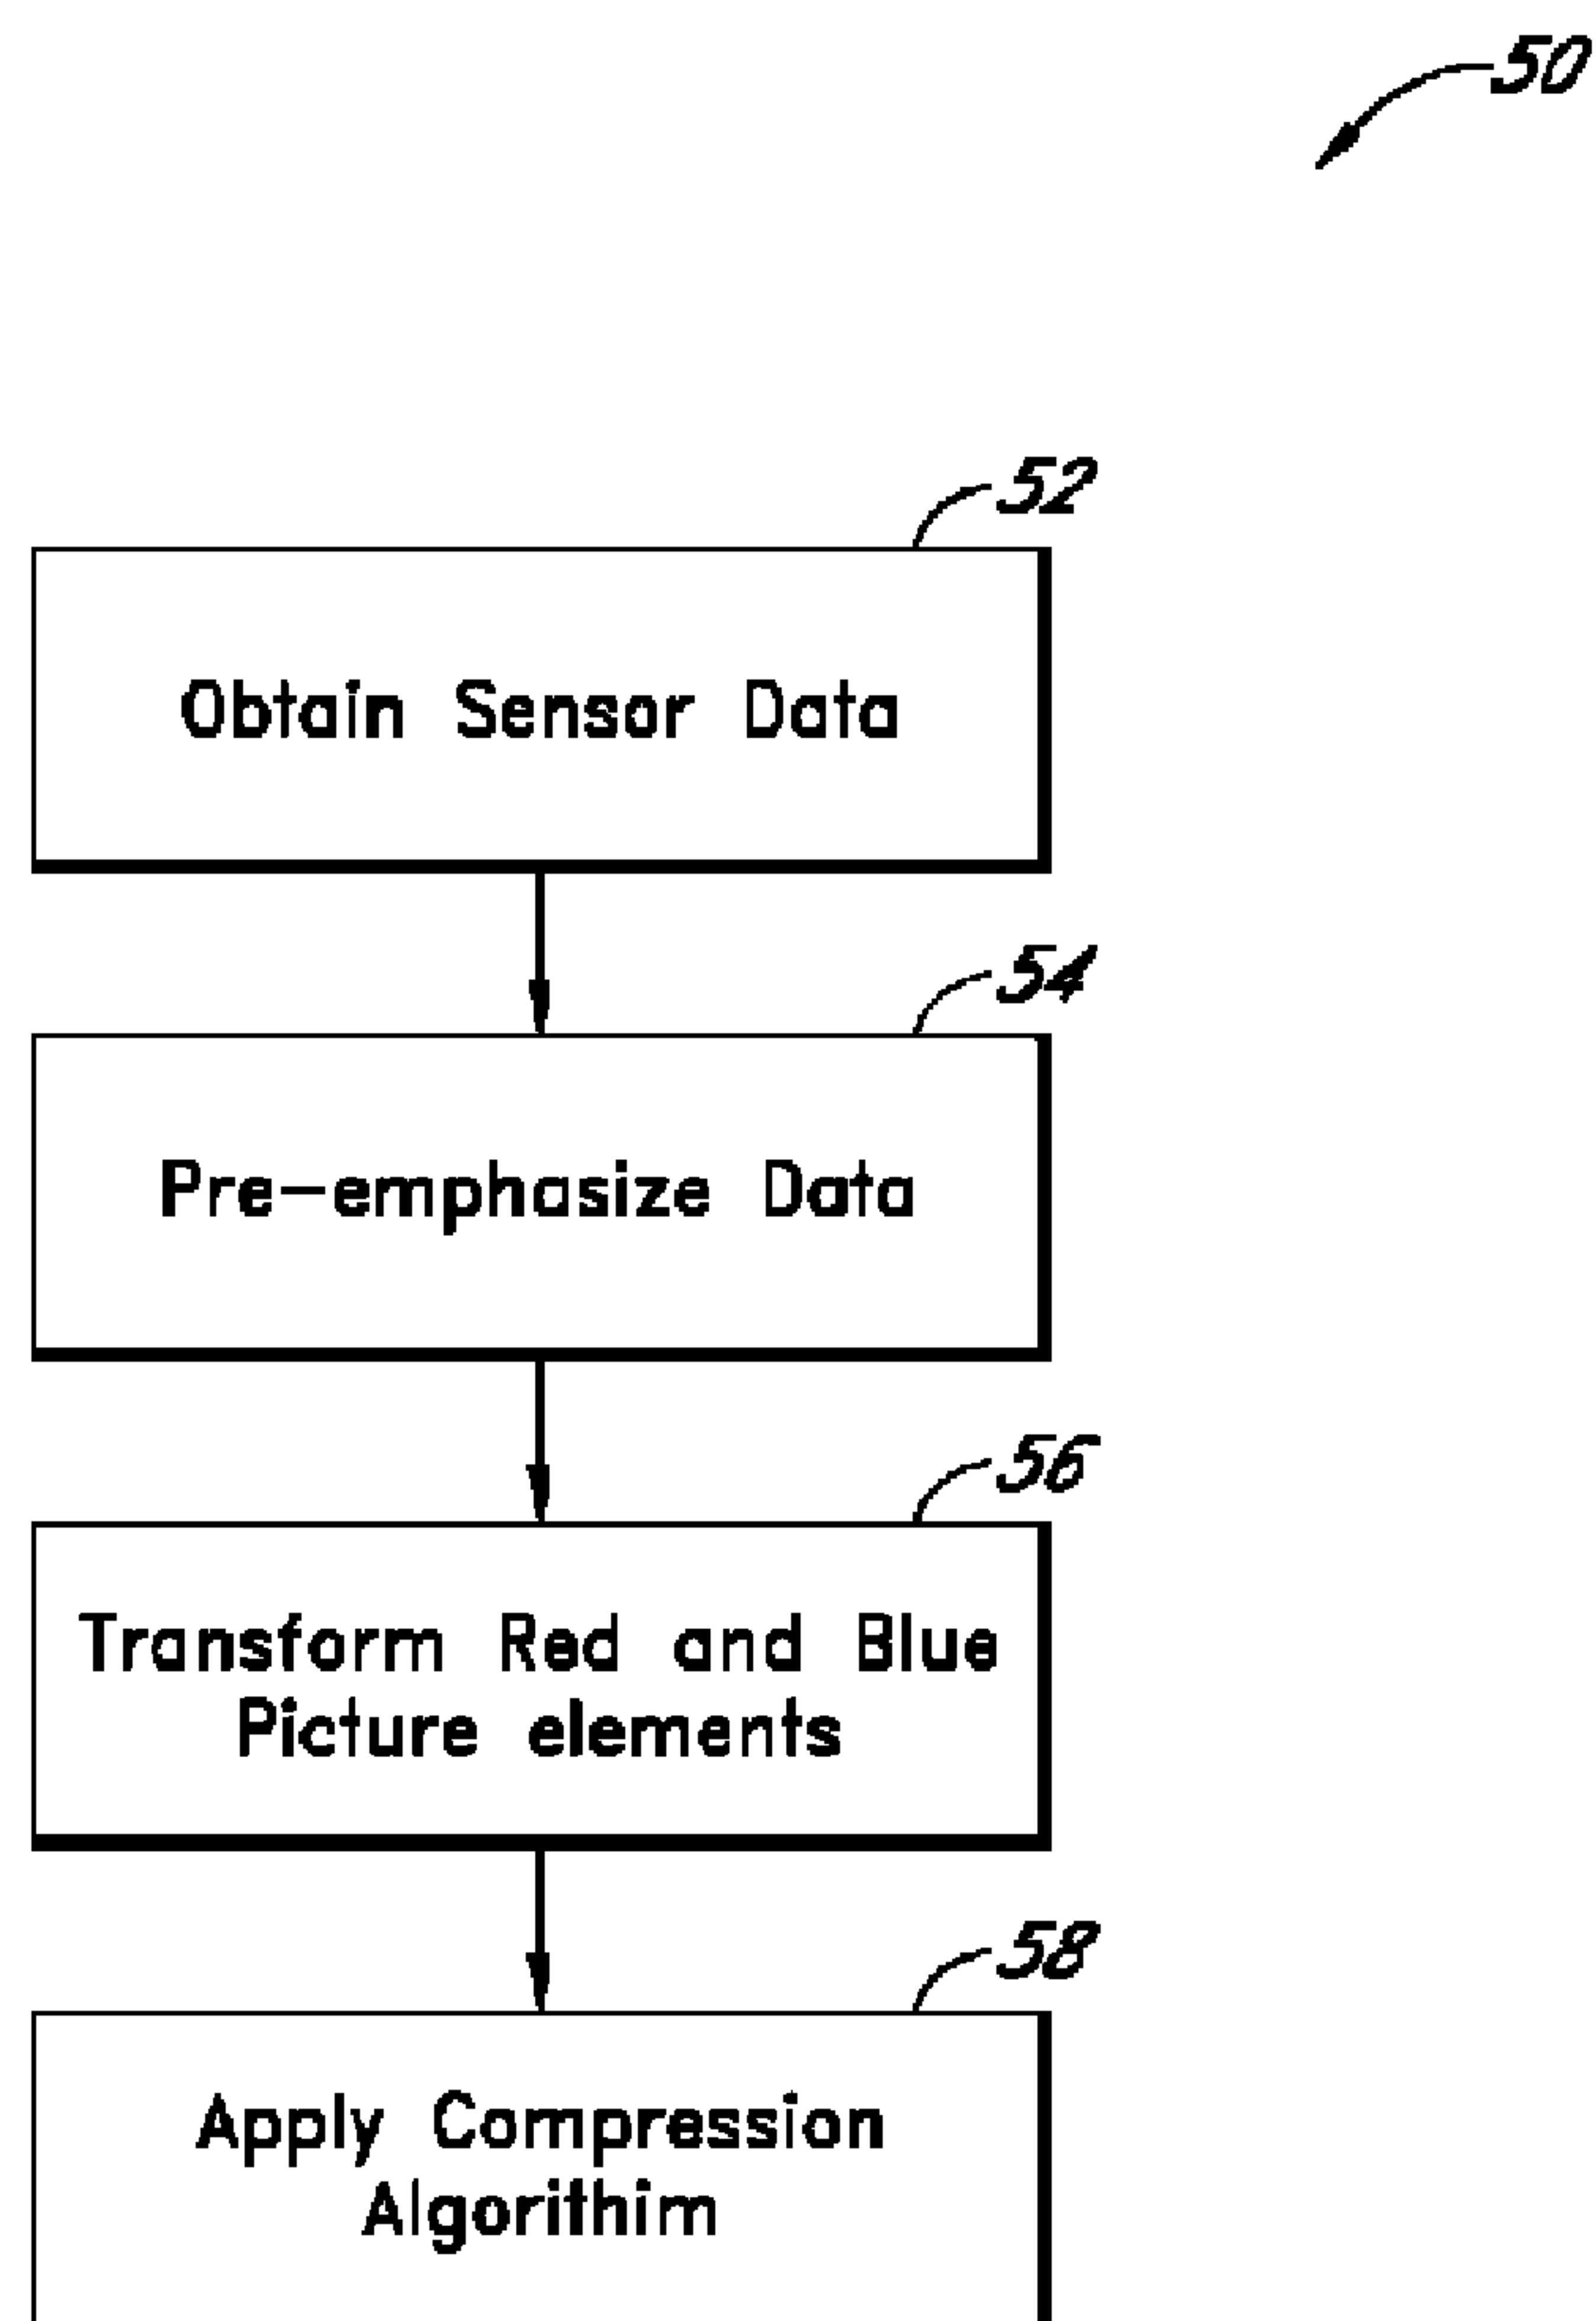 50
52
Obtain Sensor Data
54
Pre-emphasize Data
56
Transform Red and Blue
Picture elements
58
Apply Compression
Algorithim